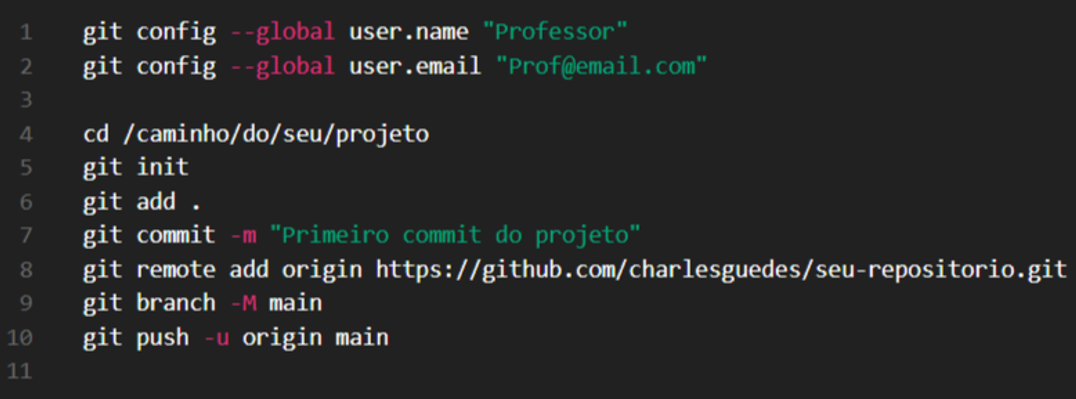 1 git config --global user.name "Professor"
2 git config --global user.email "Prof@email.com"
3
4 cd /caminho/do/seu/projeto
5 git init
6 git add .
7 git commit -m "Primeiro commit do projeto"
8 git remote add origin https://github.com/charlesguedes/seu-repositorio.git
9 git branch -M main
10 git push -u origin main
11